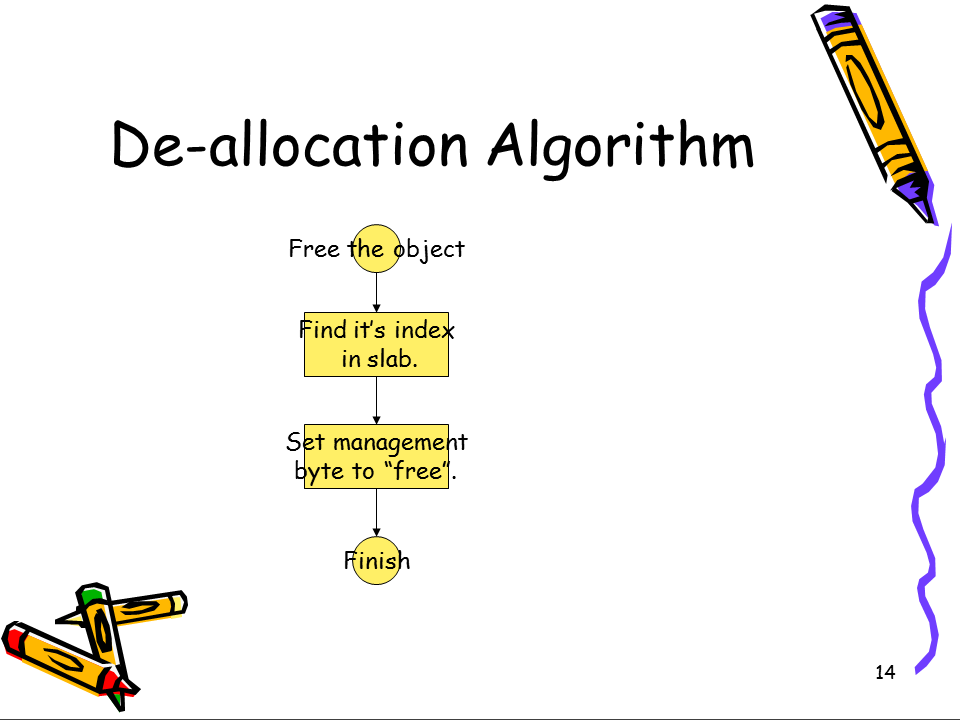 De-allocation Algorithm
Free the object
Find it’s index
in slab.
Set management
byte to “free”.
Finish
14